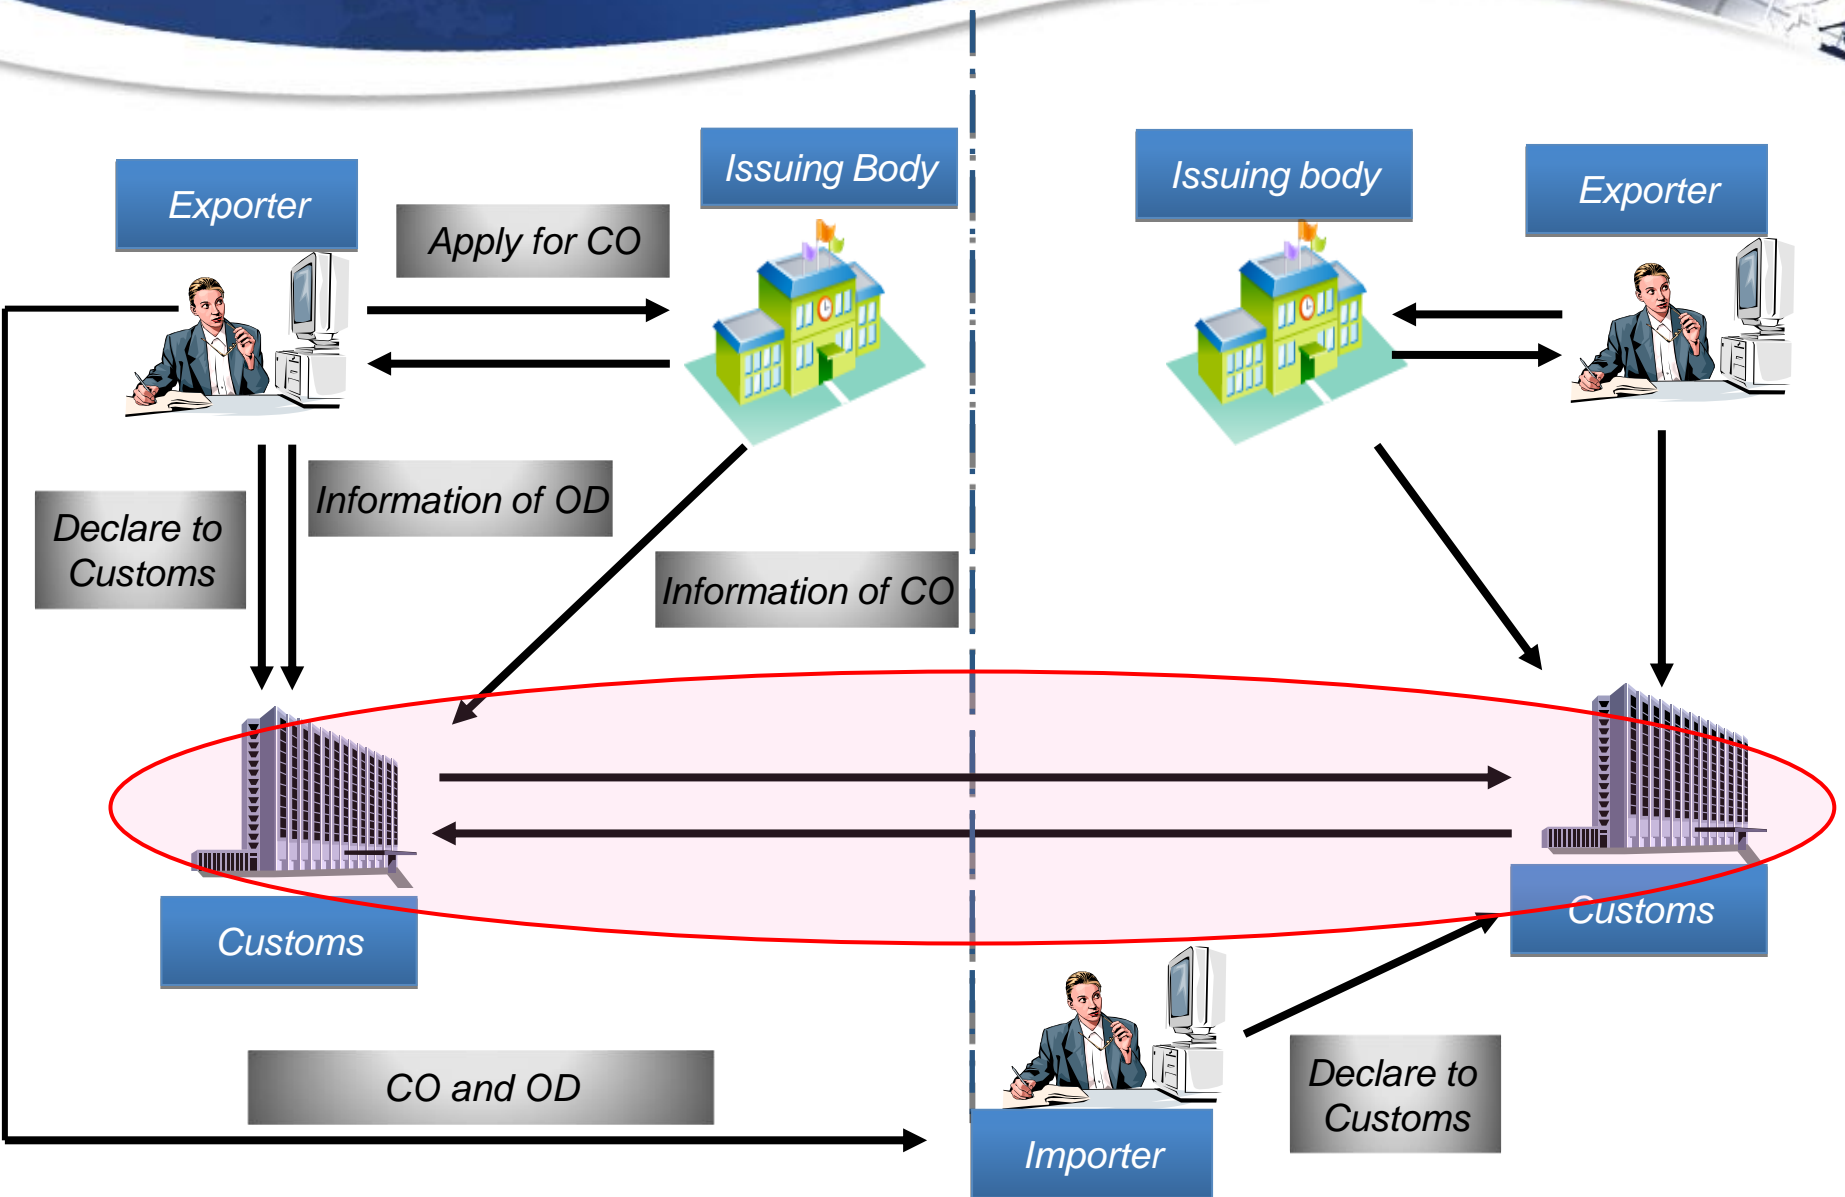 Issuing Body
Issuing body
Exporter
Exporter
Apply for CO
Information of OD
Declare to
Customs
Information of CO
Customs
Customs
CO and OD
Declare to
Customs
Importer